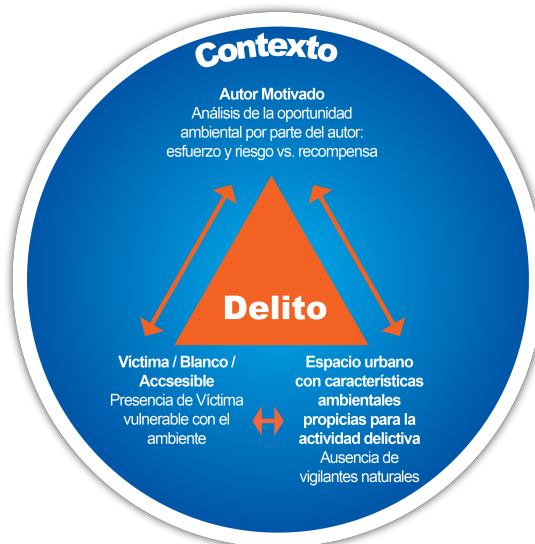 Contexto
Autor Motivado
Análisis de la oportunidad
ambiental por parte del autor:
esfuerzo y riesgo vs. recompensa
Delito
Víctima / Blanco /
Accsesible
Presencia de Víctima
vulnerable con el
ambiente
Espacio urbano
con características
ambientales
propicias para la
actividad delictiva
Ausencia de
vigilantes naturales